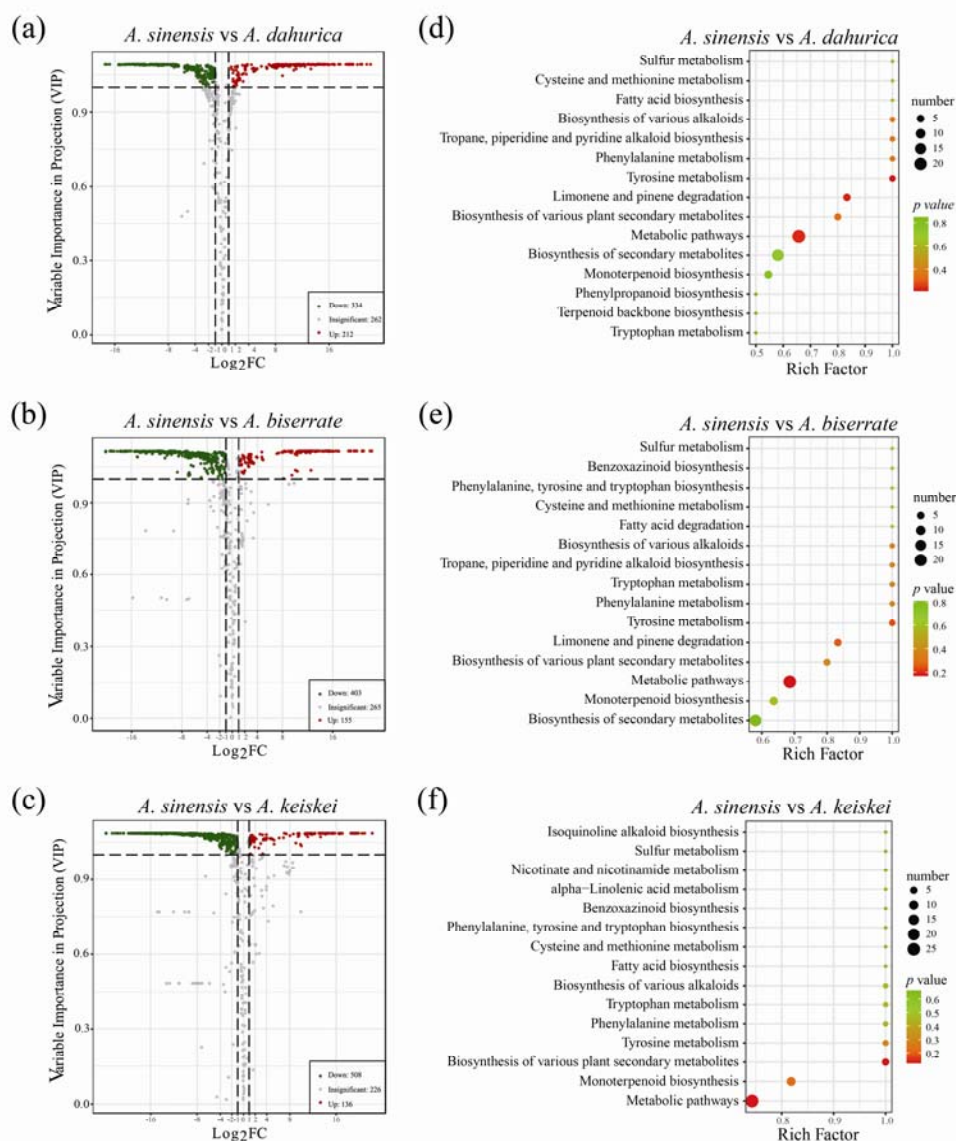 (a)
A. sinensis vs A. dahurica
Variable Importance in Projection (VIP)
0.9
0.6
0.3
0.0
Down: 334
Insignificant: 262
Up: 212
-16 -8 -4 -2 -1 0 1 2 4 8 16
Log2FC
(d)
A. sinensis vs A. dahurica
Sulfur metabolism
Cysteine and methionine metabolism
Fatty acid biosynthesis
Biosynthesis of various alkaloids
Tropane, piperidine and pyridine alkaloid biosynthesis
Phenylalanine metabolism
Tyrosine metabolism
Limonene and pinene degradation
Biosynthesis of various plant secondary metabolites
Metabolic pathways
Biosynthesis of secondary metabolites
Monoterpenoid biosynthesis
Phenylpropanoid biosynthesis
Terpenoid backbone biosynthesis
Tryptophan metabolism
0.5 0.6 0.7 0.8 0.9 1.0
Rich Factor
number
5
10
15
20
p value
0.8
0.6
0.4
(b)
A. sinensis vs A. biserrate
Variable Importance in Projection (VIP)
0.9
0.6
0.3
0.0
Down: 403
Insignificant: 265
Up: 155
-16 -8 -4 -2 -1 0 1 2 4 8 16
Log2FC
(e)
A. sinensis vs A. biserrate
Sulfur metabolism
Benzoxazinoid biosynthesis
Phenylalanine, tyrosine and tryptophan biosynthesis
Cysteine and methionine metabolism
Fatty acid degradation
Biosynthesis of various alkaloids
Tropane, piperidine and pyridine alkaloid biosynthesis
Tryptophan metabolism
Phenylalanine metabolism
Tyrosine metabolism
Limonene and pinene degradation
Biosynthesis of various plant secondary metabolites
Metabolic pathways
Monoterpenoid biosynthesis
Biosynthesis of secondary metabolites
0.6 0.7 0.8 0.9 1.0
Rich Factor
number
5
10
15
20
p value
0.8
0.6
0.4
0.2
(c)
A. sinensis vs A. keiskei
Variable Importance in Projection (VIP)
0.9
0.6
0.3
0.0
Down: 508
Insignificant: 226
Up: 136
-16 -8 -4 -2 -1 0 1 2 4 8 16
Log2FC
(f)
A. sinensis vs A. keiskei
Isoquinoline alkaloid biosynthesis
Sulfur metabolism
Nicotinate and nicotinamide metabolism
alpha−Linolenic acid metabolism
Benzoxazinoid biosynthesis
Phenylalanine, tyrosine and tryptophan biosynthesis
Cysteine and methionine metabolism
Fatty acid biosynthesis
Biosynthesis of various alkaloids
Tryptophan metabolism
Phenylalanine metabolism
Tyrosine metabolism
Biosynthesis of various plant secondary metabolites
Monoterpenoid biosynthesis
Metabolic pathways
0.8 0.9 1.0
Rich Factor
number
5
10
15
20
25
p value
0.6
0.5
0.4
0.3
0.2